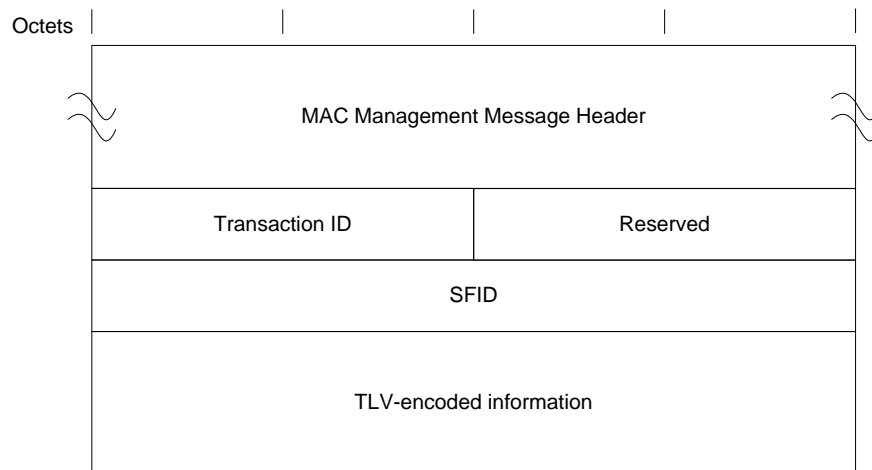 Octets
MAC Management Message Header
Transaction ID Reserved
SFID
TLV-encoded information